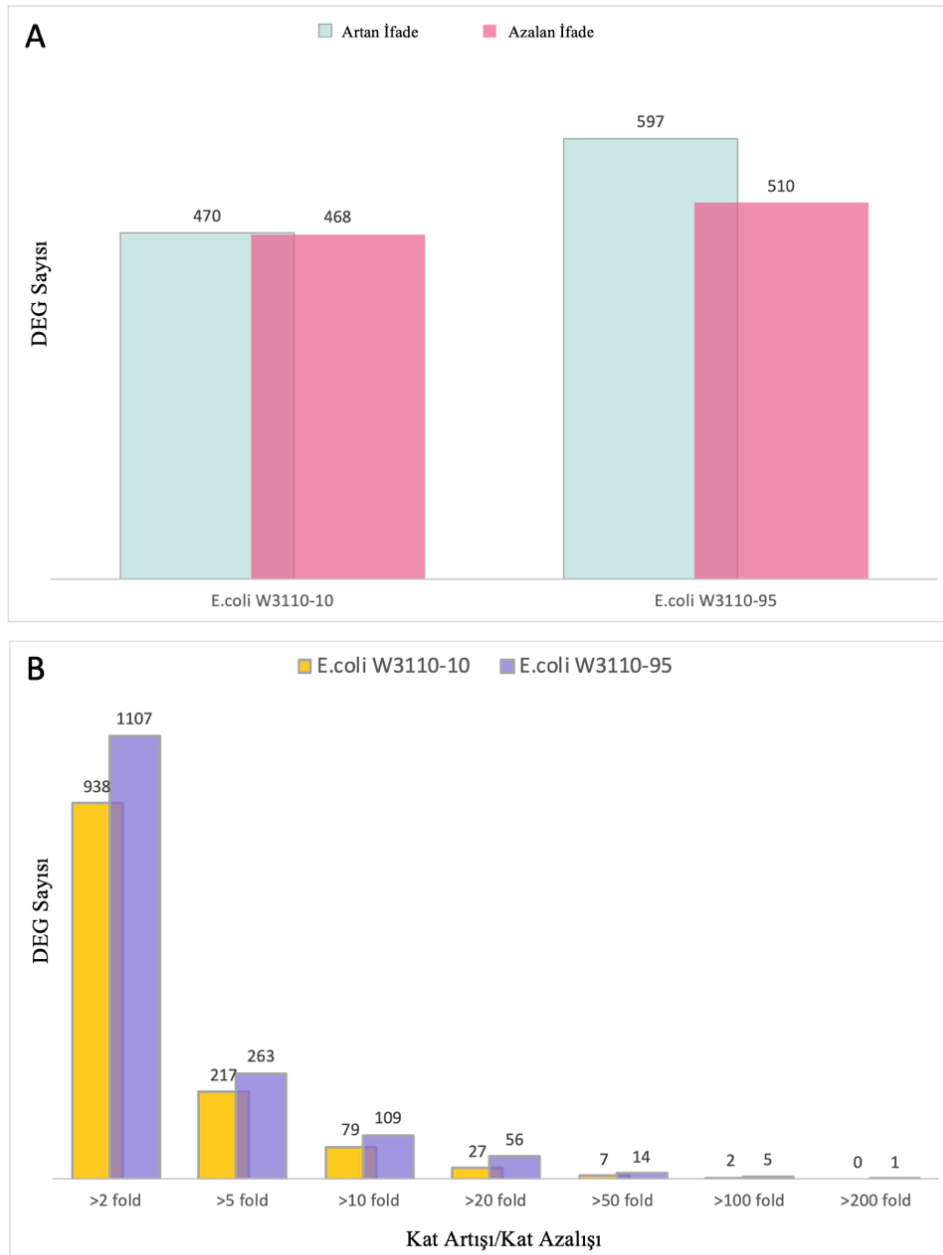 A
Artan İfade Azalan İfade
597
510
470 468
DEG Sayısı
E.coli W3110-10 E.coli W3110-95
B
E.coli W3110-10 E.coli W3110-95
1107
938
DEG Sayısı
263
217
109
79
56
27
14
7
5
2
1
0
>2 fold >5 fold >10 fold >20 fold >50 fold >100 fold >200 fold
Kat Artışı/Kat Azalışı